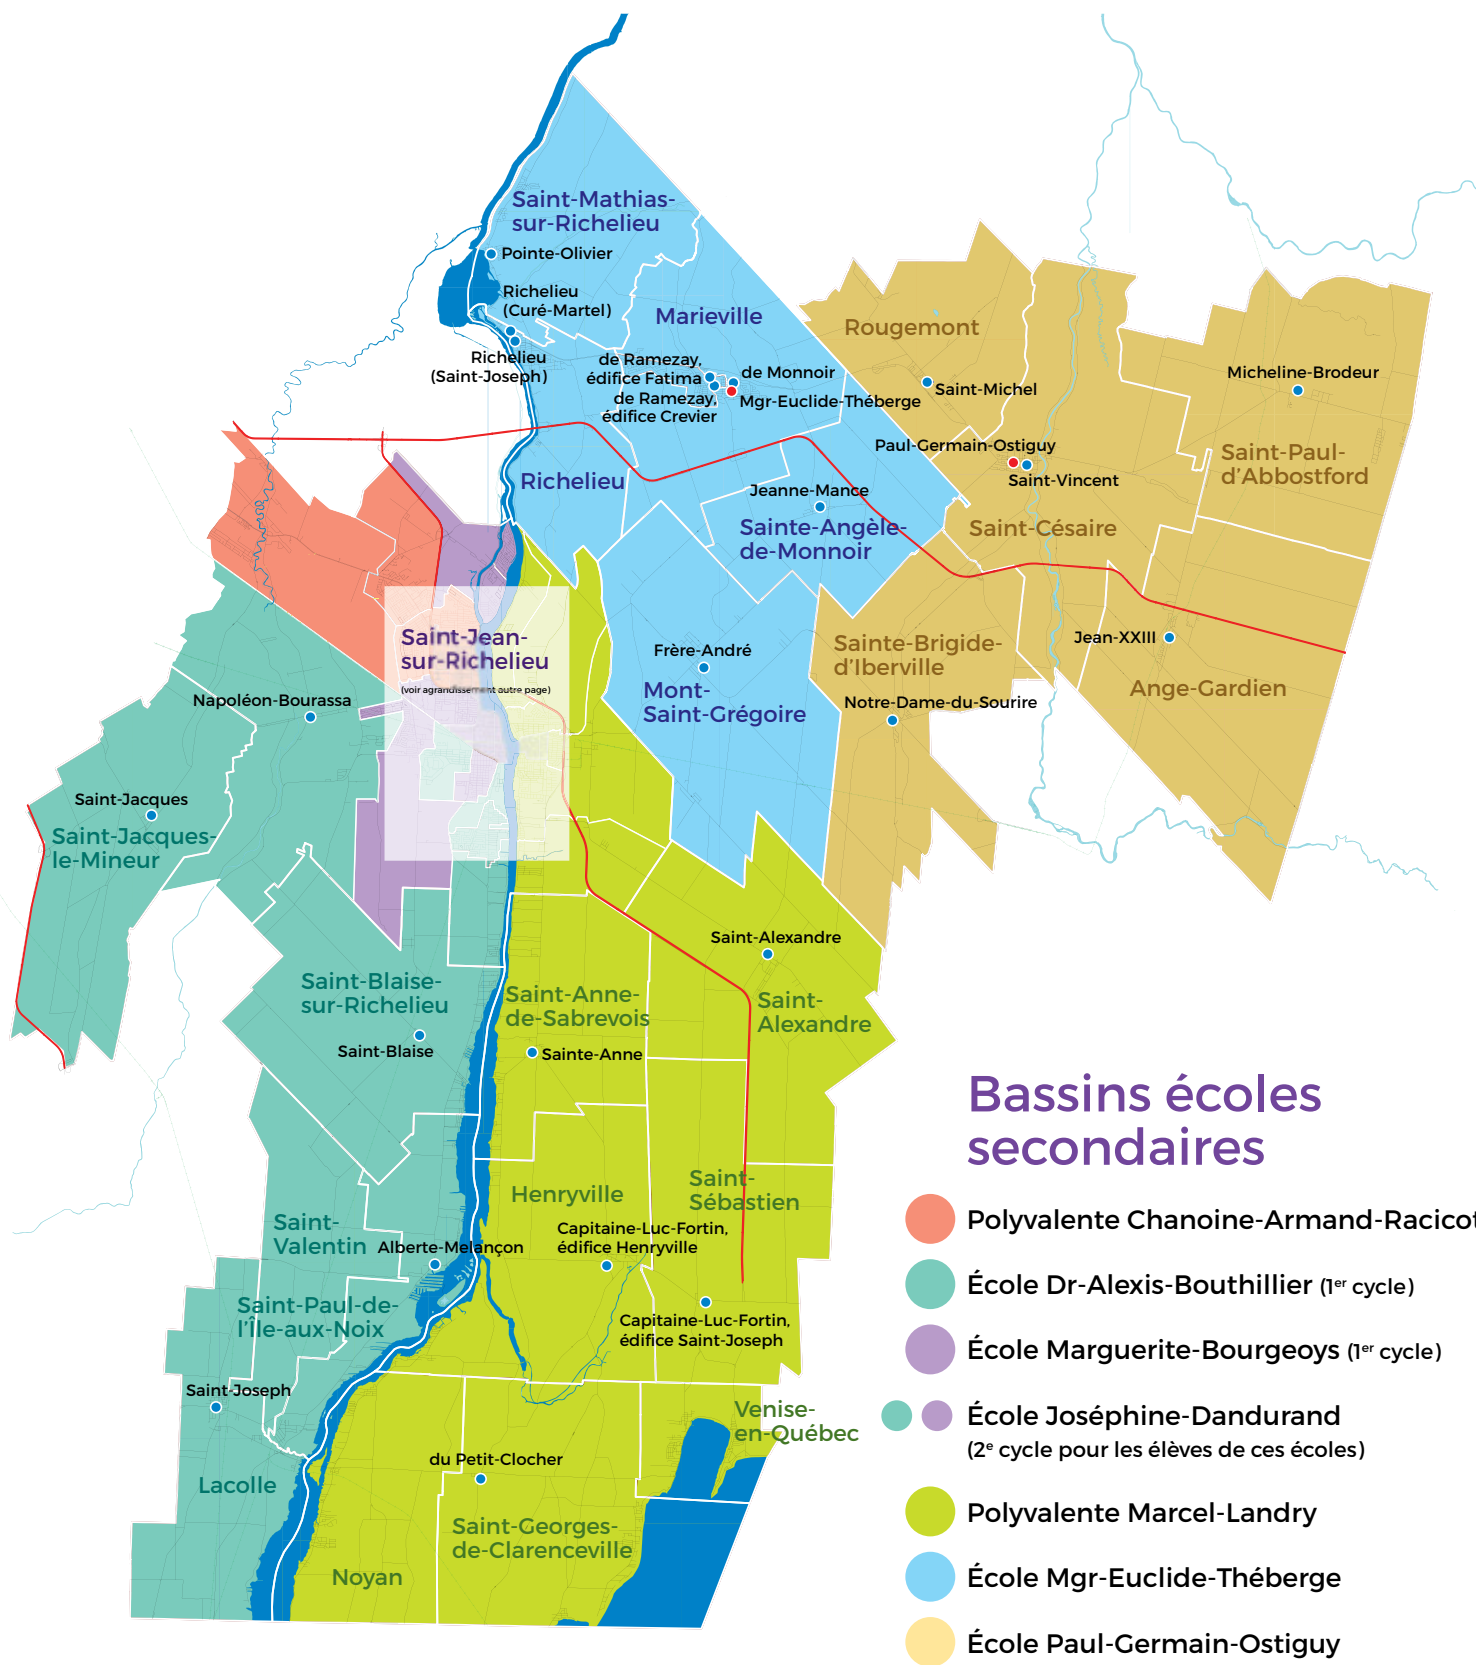 Saint-Mathias-
sur-Richelieu
Pointe-Olivier
Richelieu
(Curé-Martel)
Marieville
Rougemont
Richelieu
(Saint-Joseph)
de Ramezay,
édifice Fatima
de Monnoir
de Ramezay,
édifice Crevier
Mgr-Euclide-Théberge
Saint-Michel
Micheline-Brodeur
Paul-Germain-Ostiguy
Saint-Vincent
Saint-Paul-
d'Abbostford
Richelieu
Jeanne-Mance
Sainte-Angèle-
de-Monnoir
Saint-Césaire
Saint-Jean-
sur-Richelieu
(voir agrandissement autre page)
Frère-André
Mont-
Saint-Grégoire
Sainte-Brigide-
d'Iberville
Notre-Dame-du-Sourire
Jean-XXIII
Ange-Gardien
Napoléon-Bourassa
Saint-Jacques
Saint-Jacques-
le-Mineur
Saint-Alexandre
Saint-
Alexandre
Saint-Blaise-
sur-Richelieu
Saint-Blaise
Saint-Anne-
de-Sabrevois
Sainte-Anne
Henryville
Saint-
Sébastien
Capitaine-Luc-Fortin,
édifice Henryville
Saint-
Valentin
Alberte-Melançon
Saint-Paul-de-
l'Île-aux-Noix
Capitaine-Luc-Fortin,
édifice Saint-Joseph
Saint-Joseph
Venise-
en-Québec
du Petit-Clocher
Lacolle
Saint-Georges-
de-Clarenceville
Noyan
Bassins écoles
secondaires
Polyvalente Chanoine-Armand-Racicot
École Dr-Alexis-Bouthillier (1er cycle)
École Marguerite-Bourgeoys (1er cycle)
École Joséphine-Dandurand
(2e cycle pour les élèves de ces écoles)
Polyvalente Marcel-Landry
École Mgr-Euclide-Théberge
École Paul-Germain-Ostiguy